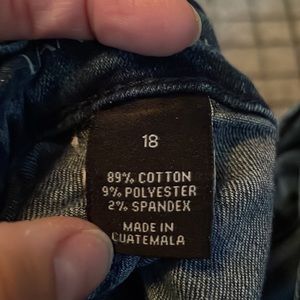 18
89% COTTON
9% POLYESTER
2% SPANDEX
MADE IN
GUATEMALA